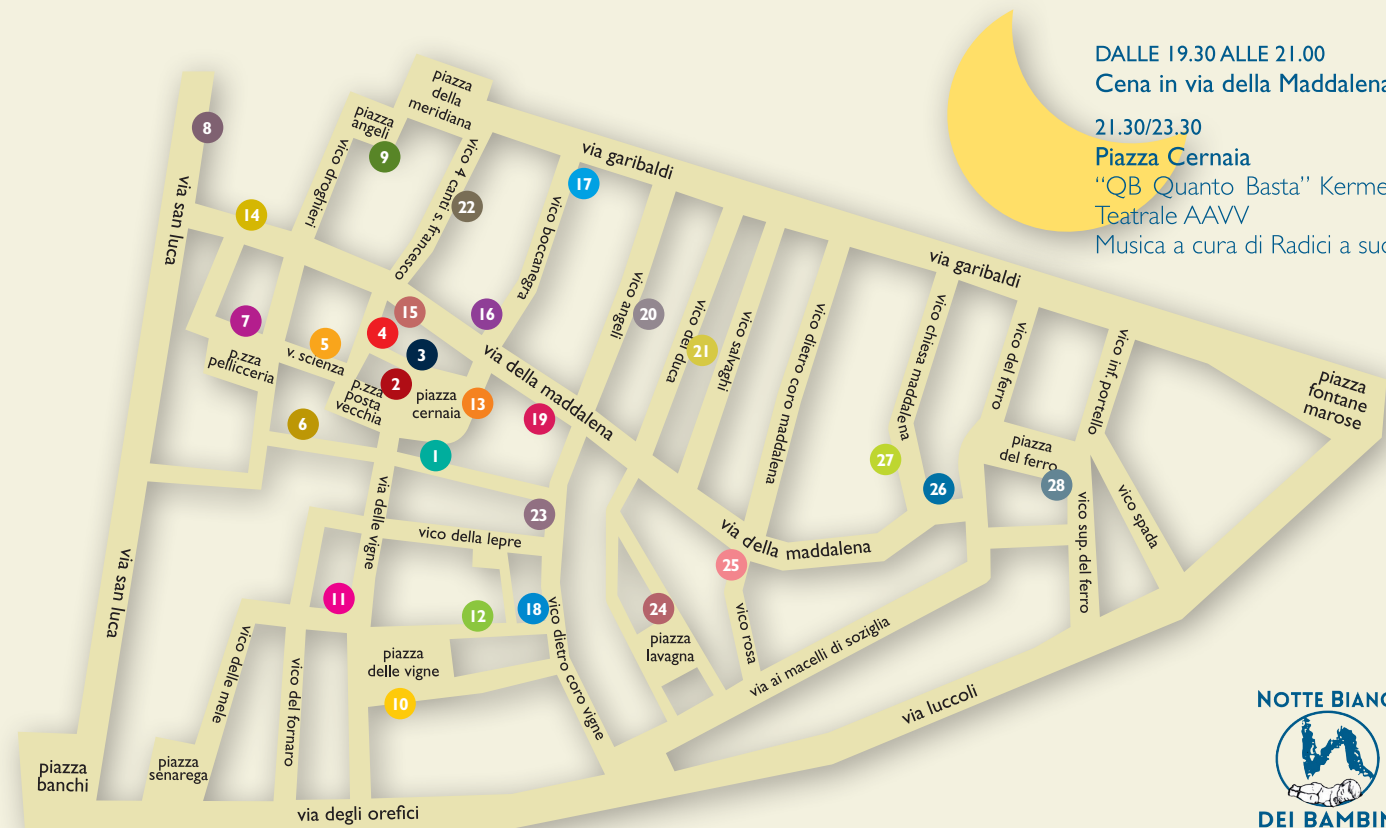 DALLE 19.30 ALLE 21.00
Cena in via della Maddalena
21.30/23.30
Piazza Cernaia
“QB Quanto Basta” Kerme
Teatrale AAVV
Musica a cura di Radici a suo
piazza
della
meridiana
piazza
angeli
8
9
via garibaldi
17
22
14
vico droghieri
vico 4 canti s. francesco
vico boccanegra
via san luca
via garibaldi
7
5
4
15
3
16
20
21
vico angeli
vico dei duca
vico salvaghi
vico dietro coro maddalena
vico chiesa maddalena
vico del ferro
vico inf. portello
p.zza
pellicceria
v. scienza
2
p.zza
posta
vecchia
piazza
cernaia
13
via della maddalena
19
piazza
fontane
marose
6
1
27
26
piazza
del ferro
28
23
via delle vigne
vico della lepre
via della maddalena
vico sup. del ferro
vico spada
25
via san luca
11
12
18
24
piazza
lavagna
vico rosa
via ai macelli di soziglia
vico delle mele
vico del fornaro
piazza
delle vigne
10
vico dietro coro vigne
via luccoli
piazza
banchi
piazza
senarega
via degli orefici
NOTTE BIANC
DEI BAMBIN